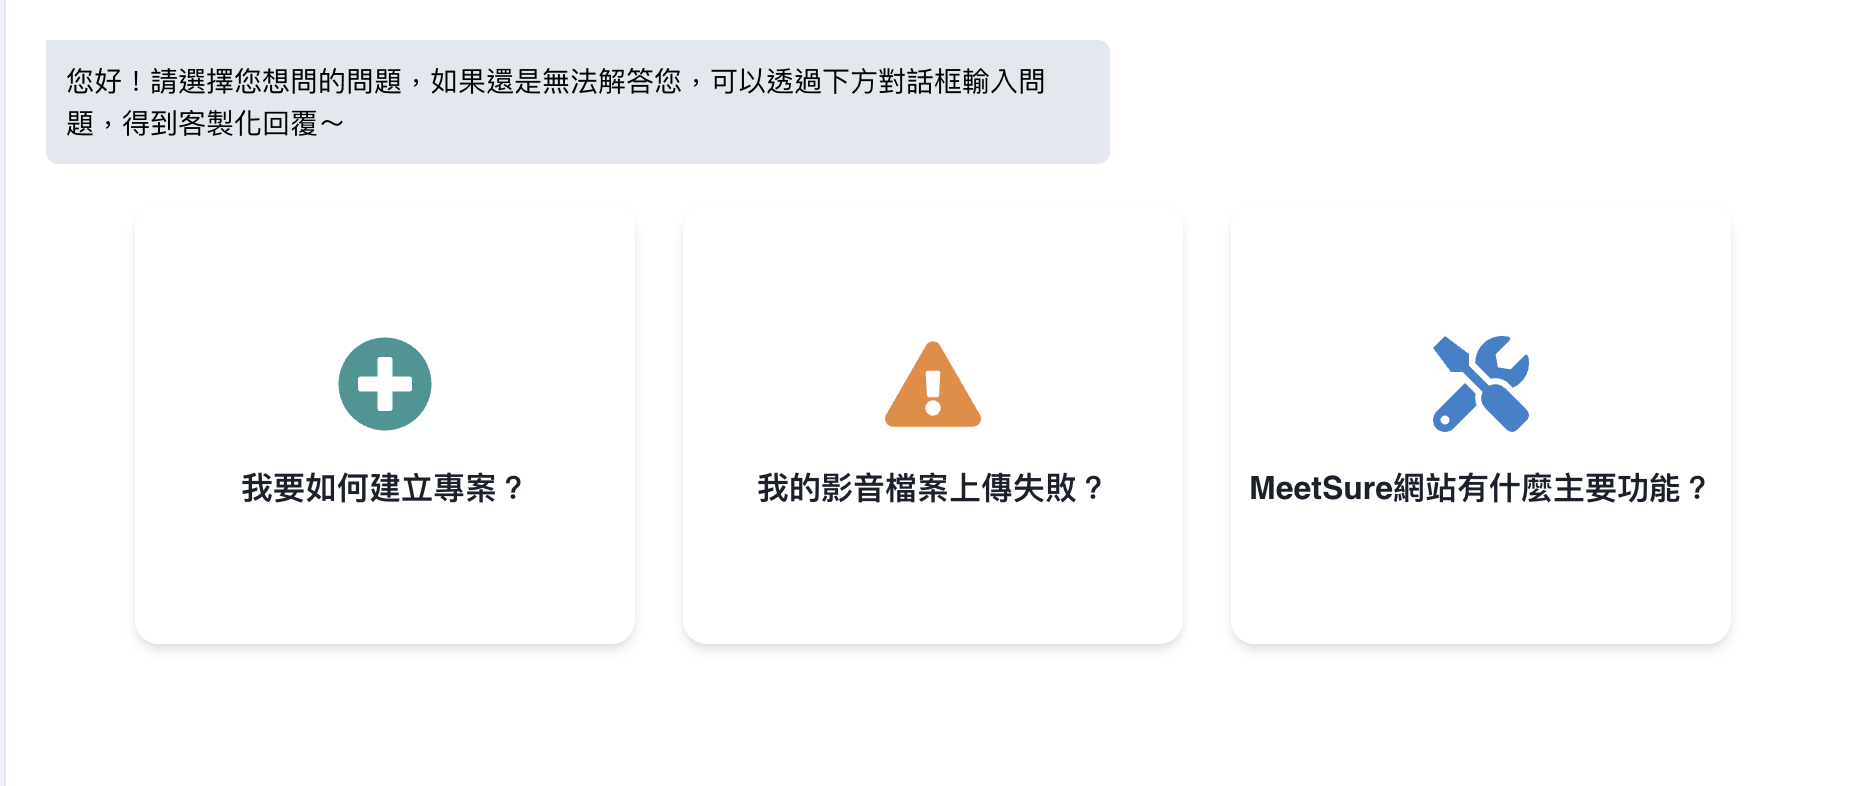 您好！請選擇您想問的問題，如果還是無法解答您，可以透過下方對話框輸入問
題，得到客製化回覆～
我要如何建立專案？
我的影音檔案上傳失敗？
MeetSure網站有什麼主要功能？